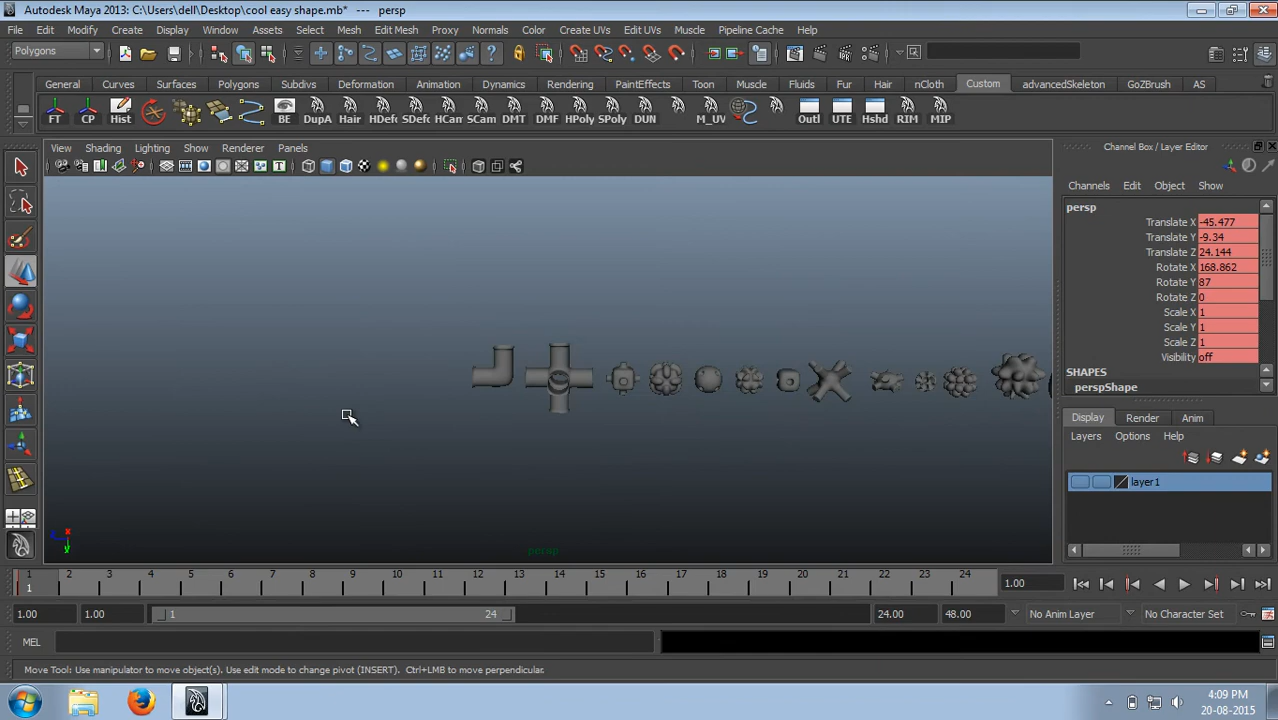 Autodesk Maya 2013: C:\Users\dell\Desktop\cool easy shape.mb* --- persp
File Edit Modify Create Display Window Assets Select Mesh Edit Mesh Proxy Normals Color Create UVs Edit UVs Muscle Pipeline Cache Help
Polygons
General Curves Surfaces Polygons Subdivs Deformation Animation Dynamics Rendering PaintEffects Toon Muscle Fluids Fur Hair nCloth Custom advancedSkeleton GoZBrush AS
FT CP Hist BE DupA Hair HDefc SDefc HCam SCam DMT DMF HPoly SPoly DUN M_UV Outl UTE Hshd RIM MIP
View Shading Lighting Show Renderer Panels
Channel Box / Layer Editor
Channels Edit Object Show
persp
Translate X -45.477
Translate Y -9.34
Translate Z 24.144
Rotate X 168.862
Rotate Y 87
Rotate Z 0
Scale X 1
Scale Y 1
Scale Z 1
Visibility off
SHAPES
perspShape
Display Render Anim
Layers Options Help
layer1
x
y
persp
1 2 3 4 5 6 7 8 9 10 11 12 13 14 15 16 17 18 19 20 21 22 23 24
1
1.00
1.00 1.00 1 24 24.00 48.00 No Anim Layer No Character Set
MEL
Move Tool: Use manipulator to move object(s). Use edit mode to change pivot (INSERT). Ctrl+LMB to move perpendicular.
4:09 PM
20-08-2015